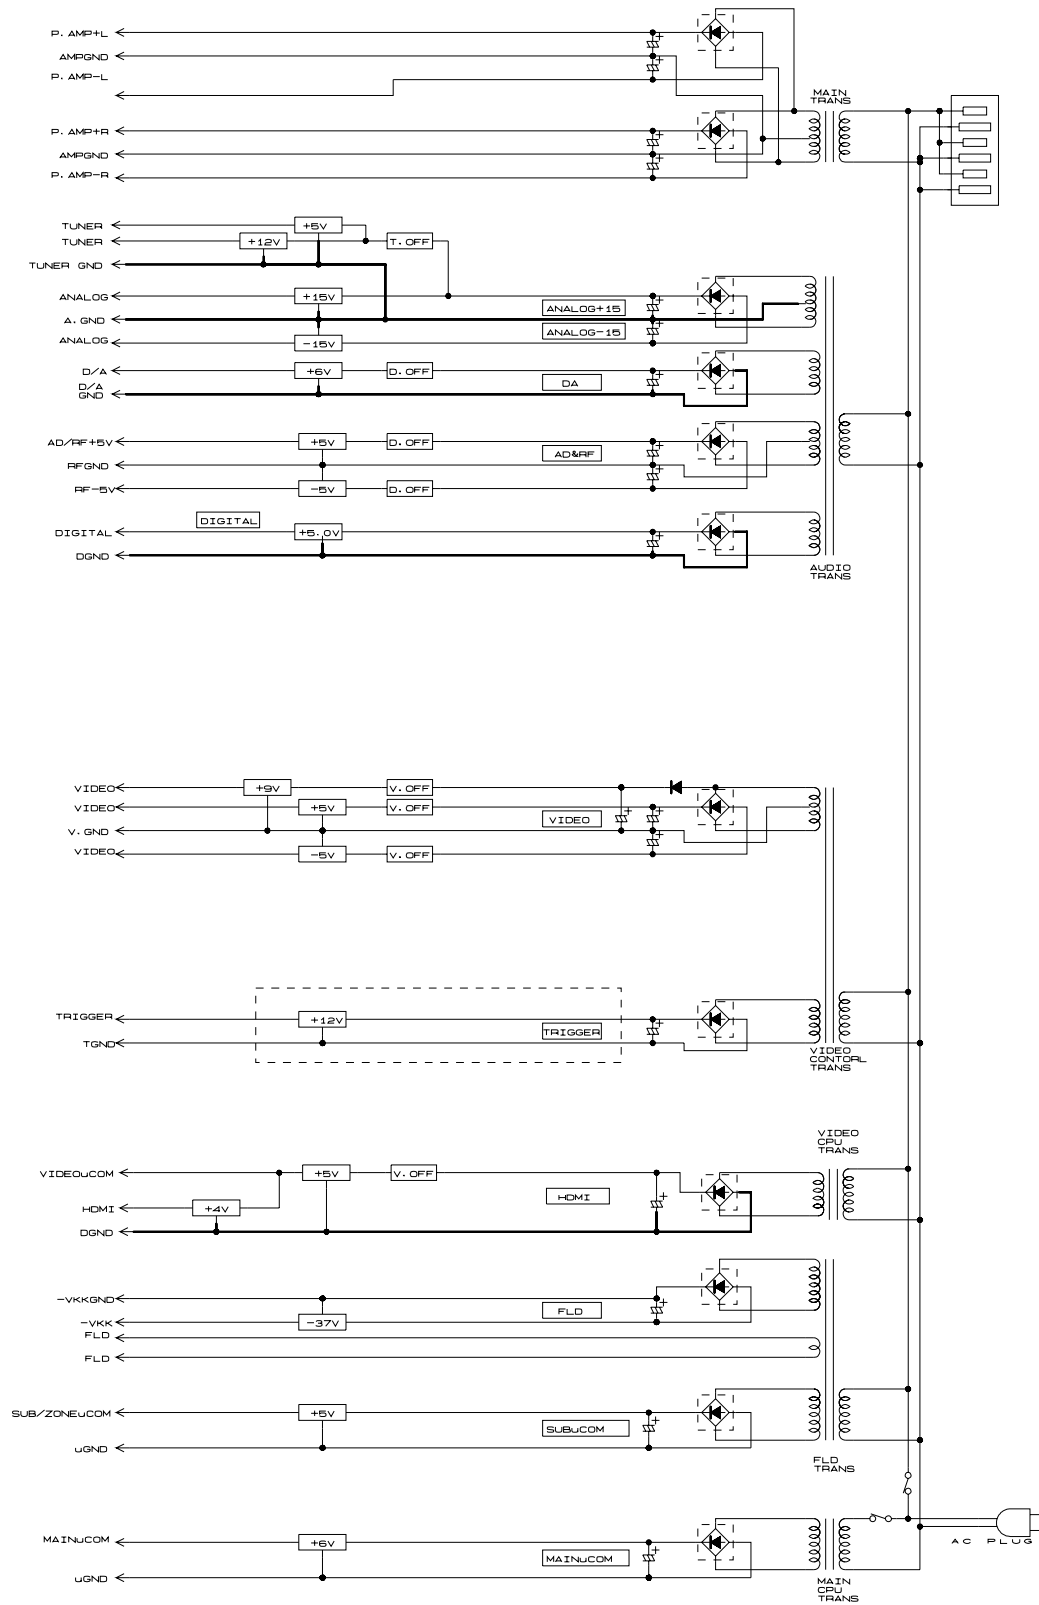 P. AMP+L
AMPGND
P. AMP-L
MAIN
TRANS
P. AMP+R
AMPGND
P. AMP-R
TUNER
+5V
TUNER
+12V
T. OFF
TUNER GND
ANALOG
+15V
ANALOG+15
A. GND
ANALOG-15
ANALOG
-15V
D/A
+6V
D. OFF
DA
D/A
GND
AD/RF+5V
+5V
D. OFF
AD&RF
RFGND
RF-5V
-5V
D. OFF
DIGITAL
DIGITAL
+5.0V
DGND
AUDIO
TRANS
VIDEO
+9V
V. OFF
VIDEO
+5V
V. OFF
VIDEO
V. GND
VIDEO
-5V
V. OFF
TRIGGER
+12V
TRIGGER
TGND
VIDEO
CONTORL
TRANS
VIDEO
CPU
TRANS
VIDEOuCOM
+5V
V. OFF
HDMI
HDMI
+4V
DGND
-VKKGND
FLD
-VKK
-37V
FLD
FLD
SUB/ZONEuCOM
+5V
SUBuCOM
uGND
FLD
TRANS
MAINuCOM
+6V
MAINuCOM
AC PLUG
uGND
MAIN
CPU
TRANS